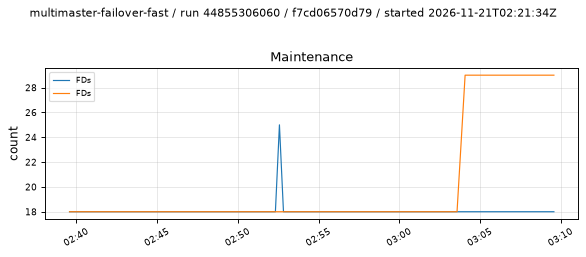 multimaster-failover-fast / run 44855306060 / f7cd06570d79 / started 2026-11-21T02:21:34Z
Maintenance
FDs
FDs
count
28
26
24
22
20
18
02:40
02:45
02:50
02:55
03:00
03:05
03:10